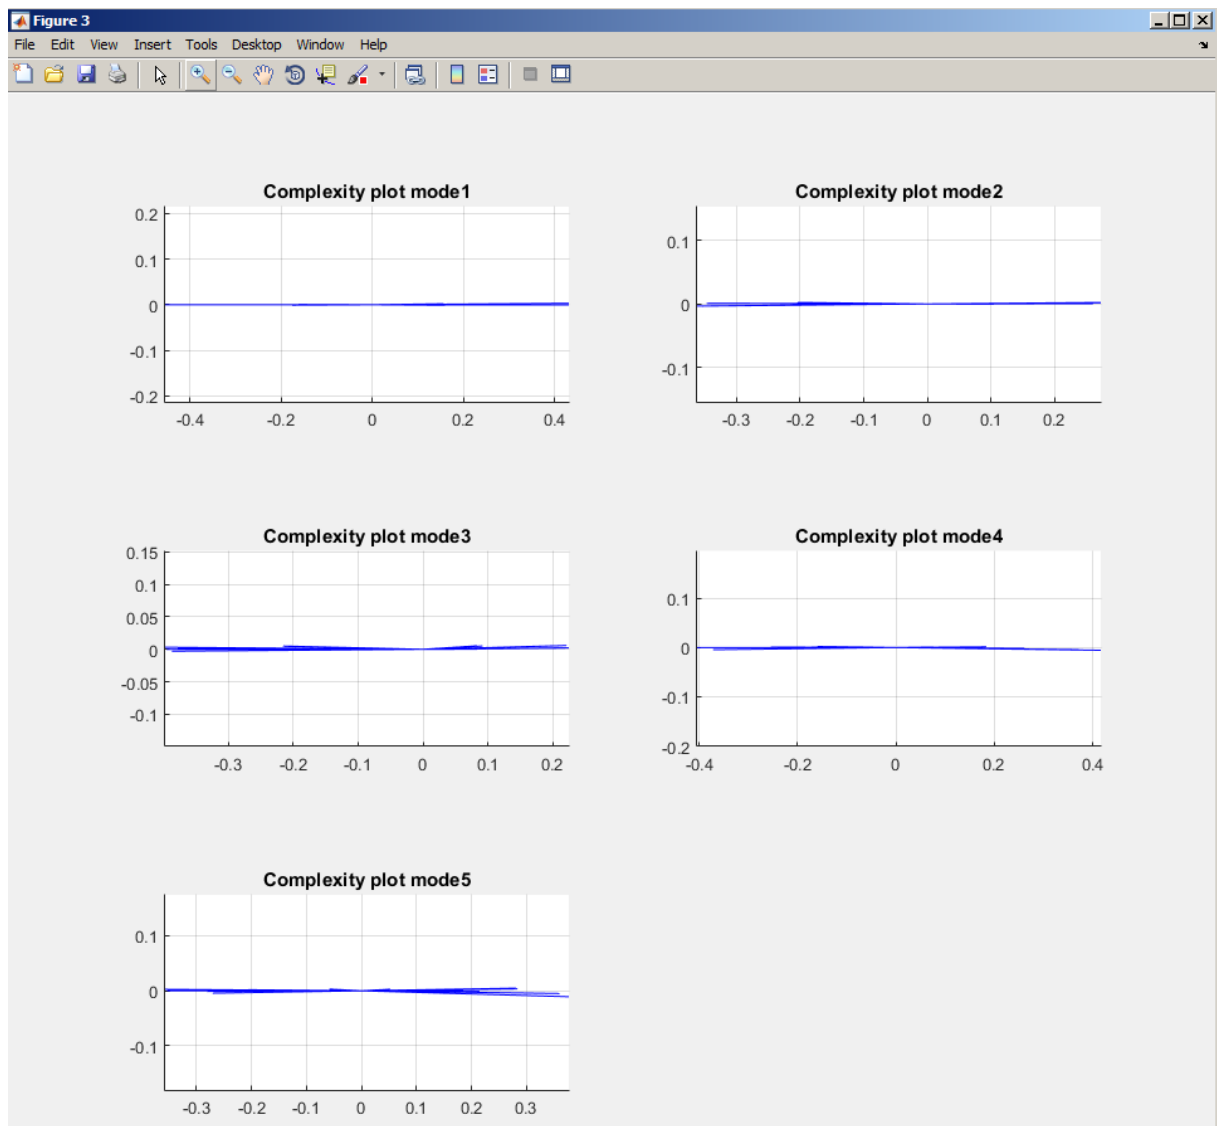 Figure 3
File Edit View Insert Tools Desktop Window Help
Complexity plot mode1
0.2
0.1
0
-0.1
-0.2
-0.4 -0.2 0 0.2 0.4
Complexity plot mode2
0.1
0
-0.1
-0.3 -0.2 -0.1 0 0.1 0.2
Complexity plot mode3
0.15
0.1
0.05
0
-0.05
-0.1
-0.3 -0.2 -0.1 0 0.1 0.2
Complexity plot mode4
0.1
0
-0.1
-0.2
-0.4 -0.2 0 0.2 0.4
Complexity plot mode5
0.1
0
-0.1
-0.3 -0.2 -0.1 0 0.1 0.2 0.3